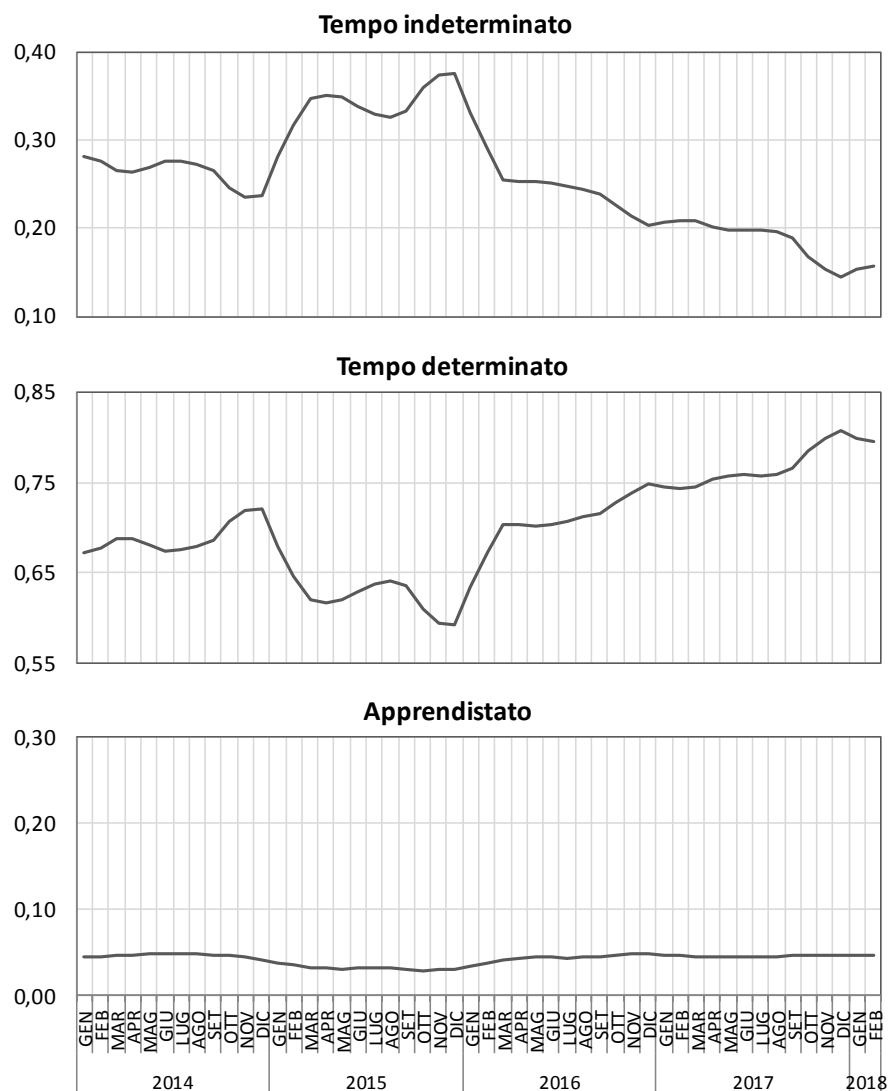 Tempo indeterminato
0,40
0,30
0,20
0,10
Tempo determinato
0,85
0,75
0,65
0,55
Apprendistato
0,30
0,20
0,10
0,00
GEN FEB MAR APR MAG GIU LUG AGO SET OTT NOV DIC GEN FEB MAR APR MAG GIU LUG AGO SET OTT NOV DIC GEN FEB MAR APR MAG GIU LUG AGO SET OTT NOV DIC GEN FEB MAR APR MAG GIU LUG AGO SET OTT NOV DIC GEN FEB
2014 2015 2016 2017 2018